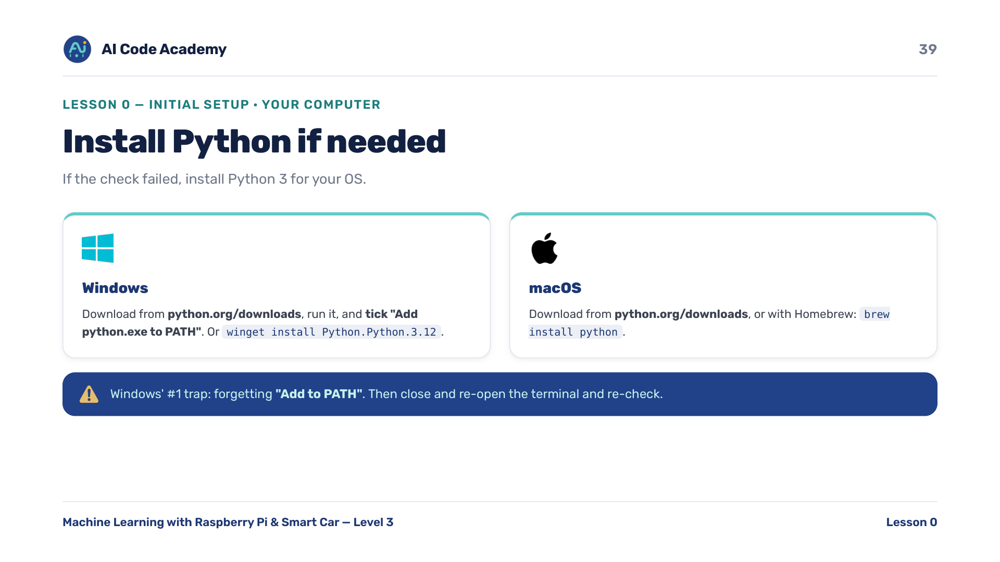 AI Code Academy
39
LESSON 0 — INITIAL SETUP · YOUR COMPUTER
Install Python if needed
If the check failed, install Python 3 for your OS.
Windows
Download from python.org/downloads, run it, and tick "Add
python.exe to PATH". Or winget install Python.Python.3.12 .
macOS
Download from python.org/downloads, or with Homebrew: brew
install python .
Windows' #1 trap: forgetting "Add to PATH". Then close and re-open the terminal and re-check.
Machine Learning with Raspberry Pi & Smart Car — Level 3
Lesson 0